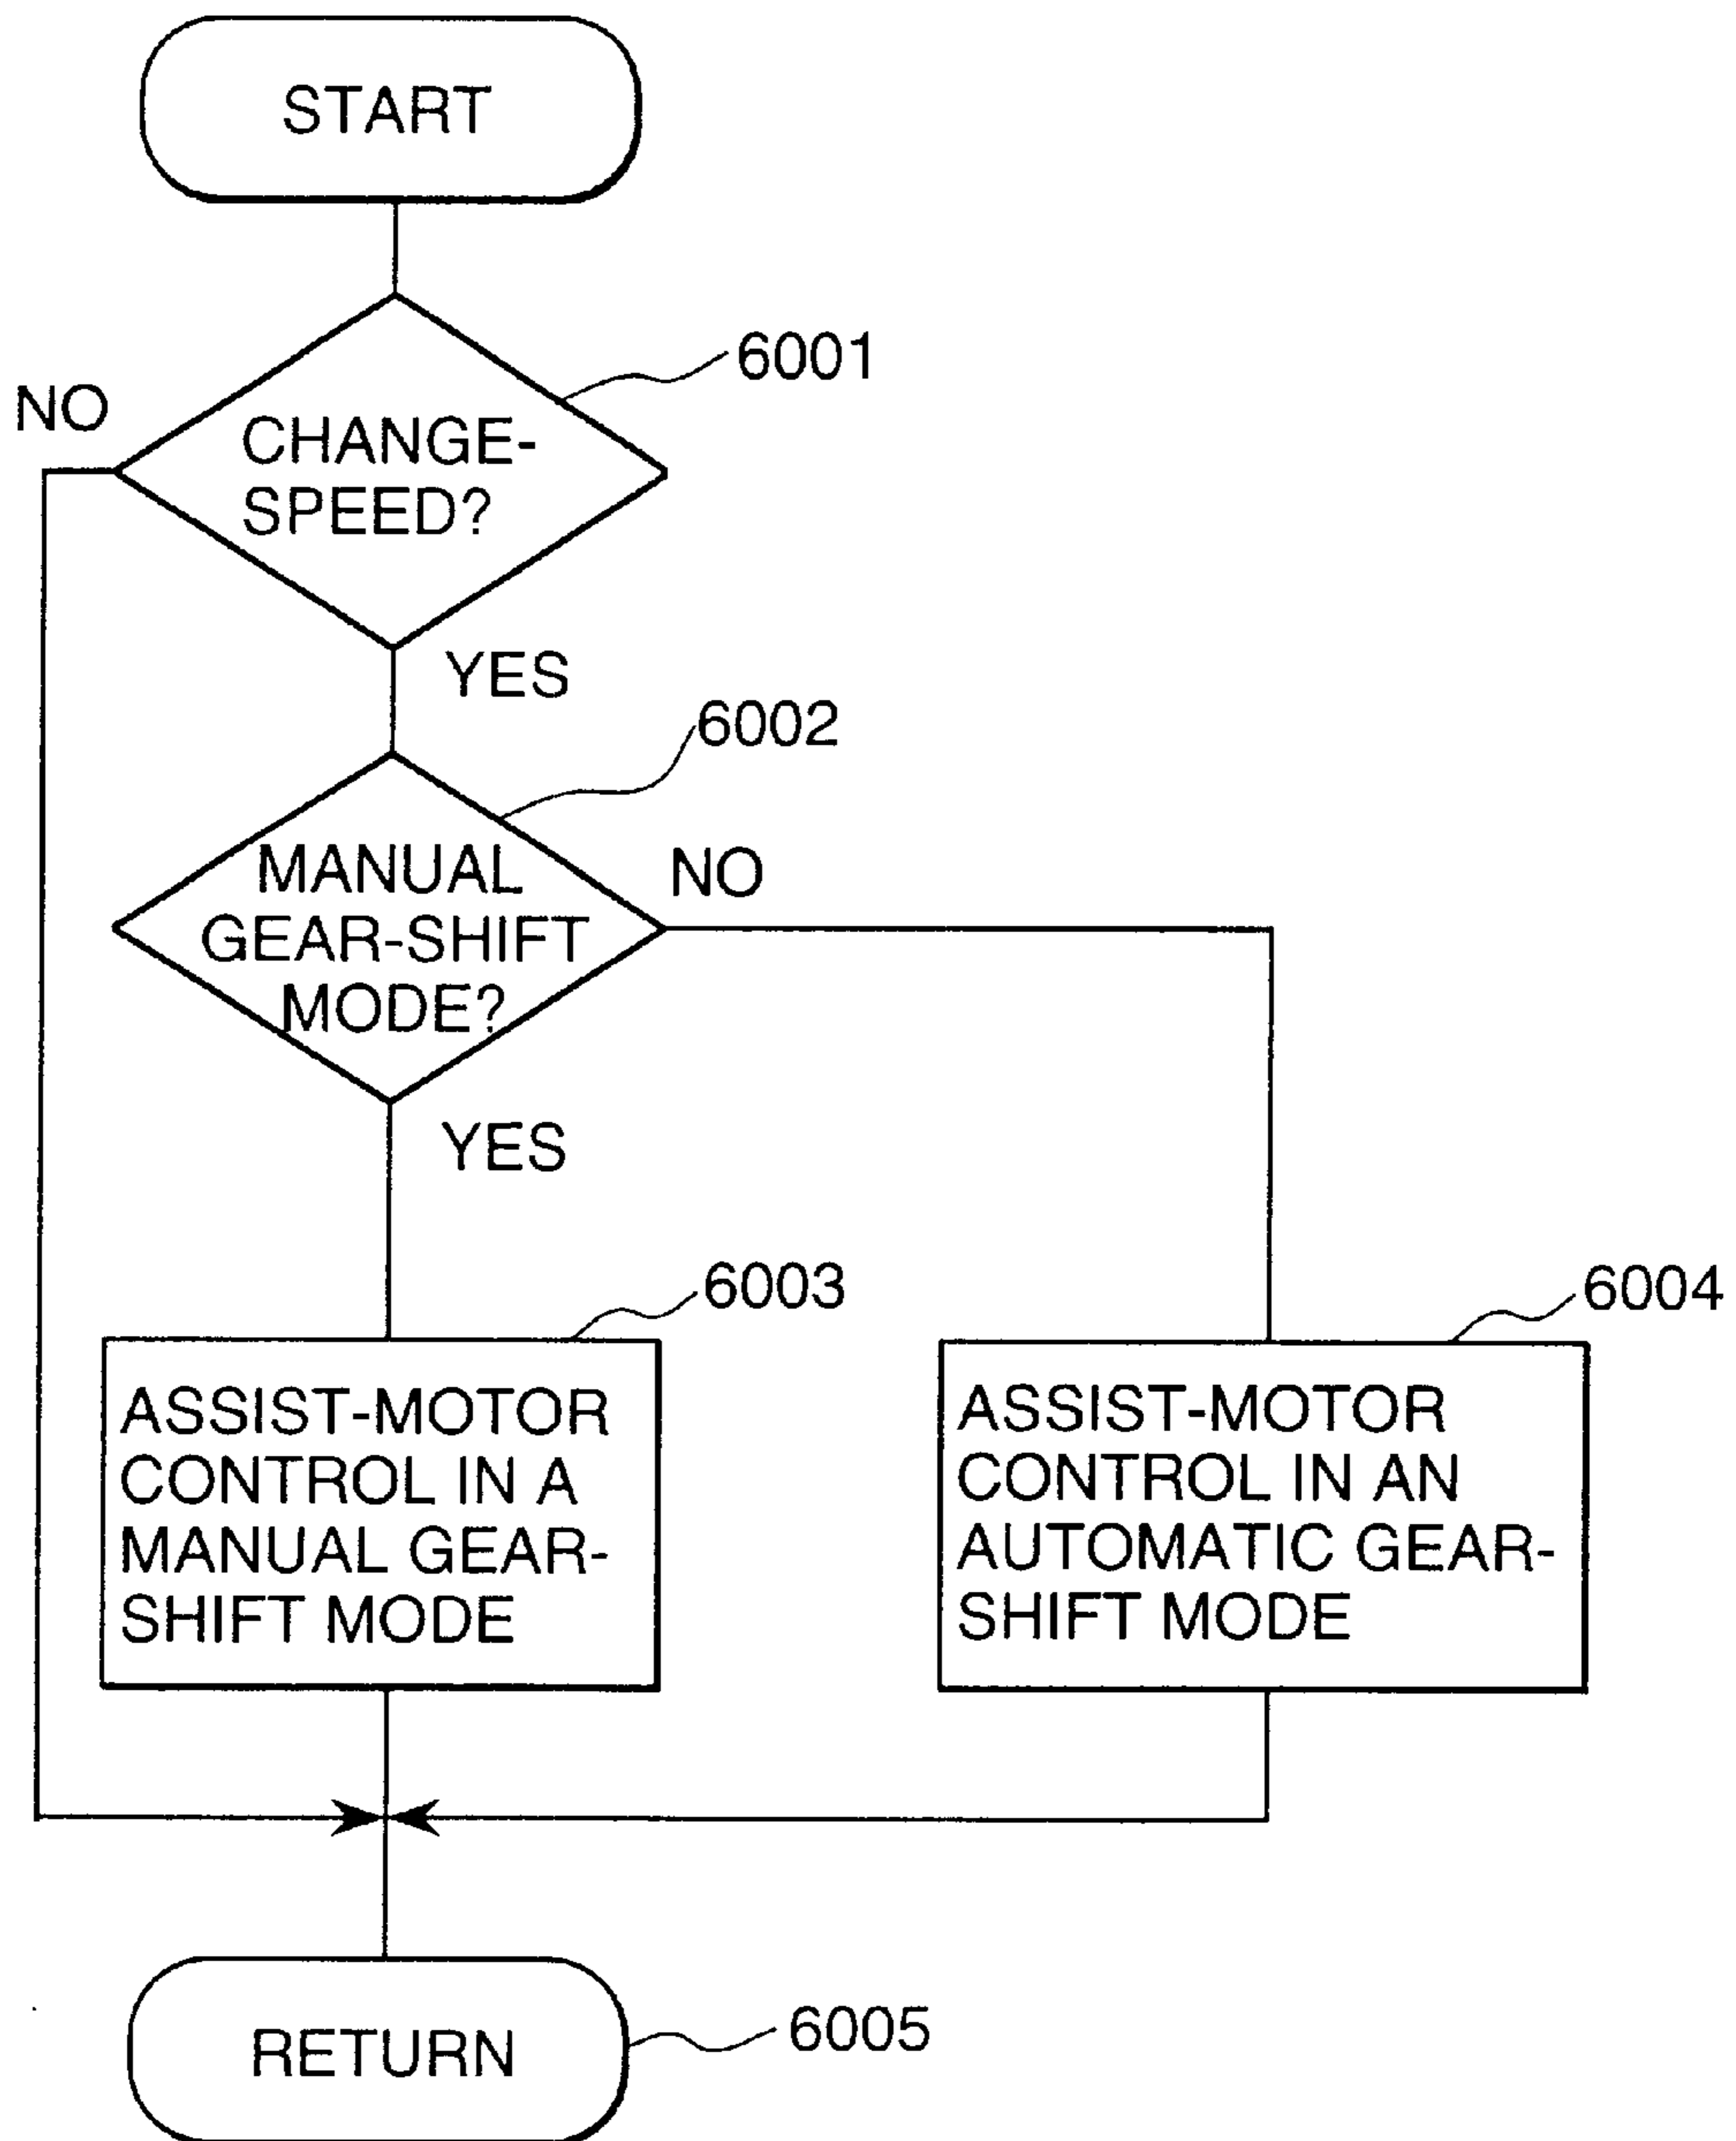 START
6001
NO
CHANGE-
SPEED?
YES
6002
MANUAL
GEAR-SHIFT
MODE?
NO
YES
6003
ASSIST-MOTOR
CONTROL IN A
MANUAL GEAR-
SHIFT MODE
6004
ASSIST-MOTOR
CONTROL IN AN
AUTOMATIC GEAR-
SHIFT MODE
RETURN
6005